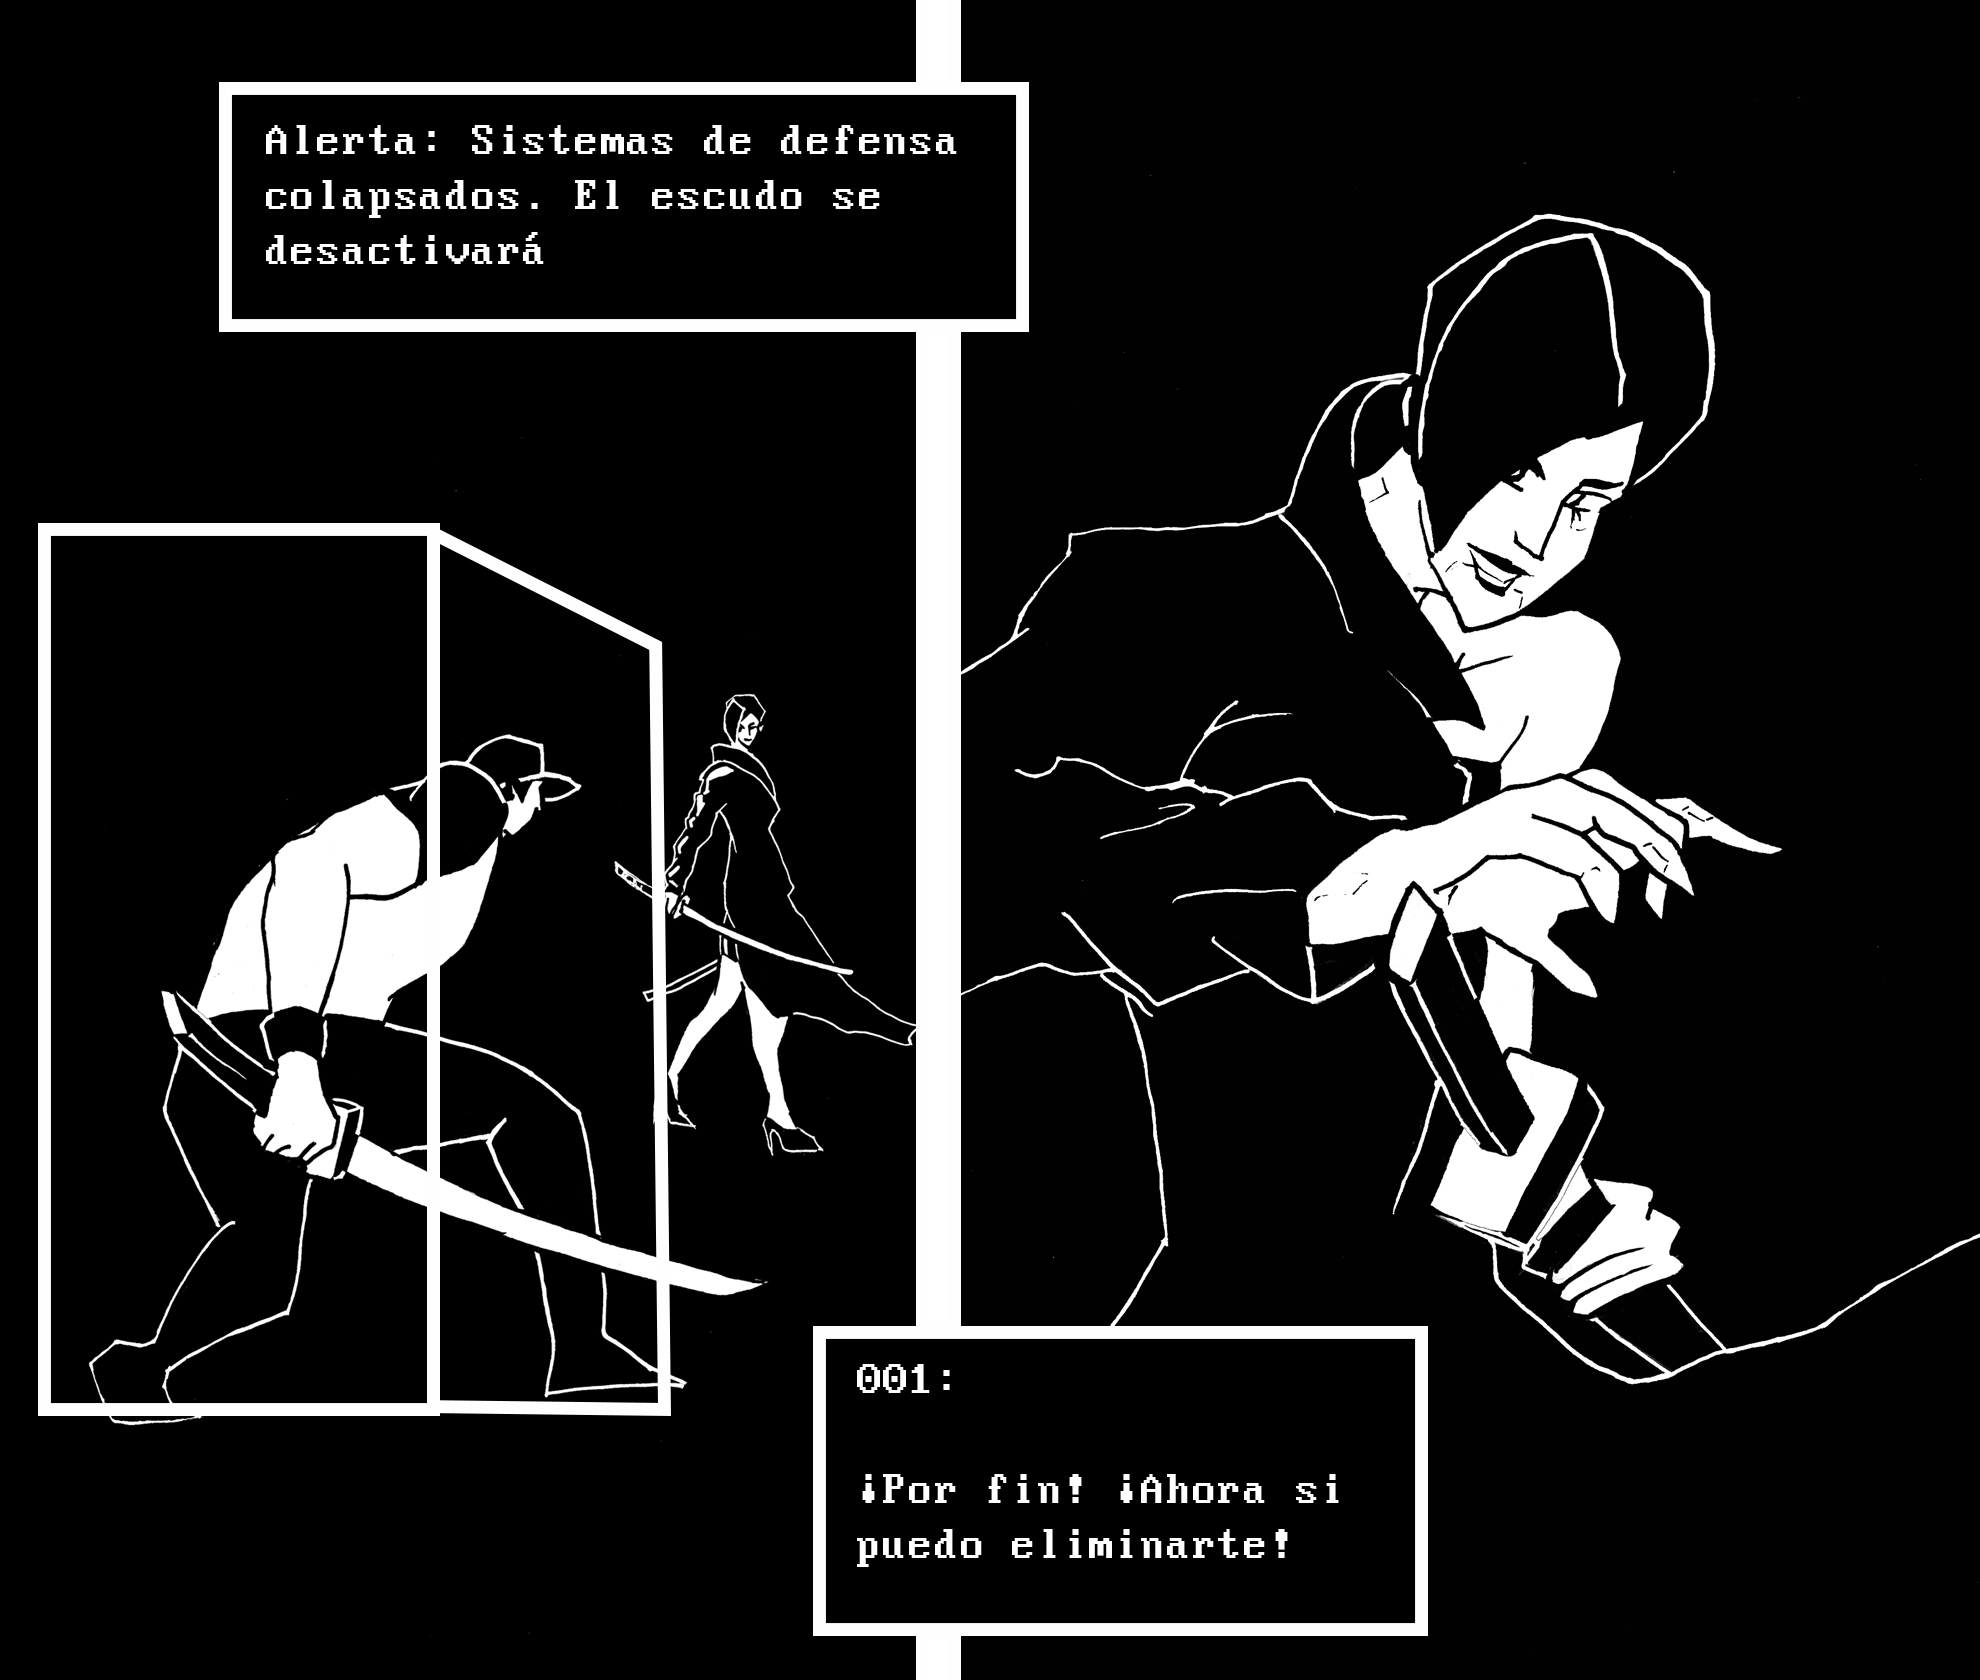 Alerta: Sistemas de defensa
colapsados. El escudo se
desactivará
001:
¡Por fin! ¡Ahora si
puedo eliminarte!